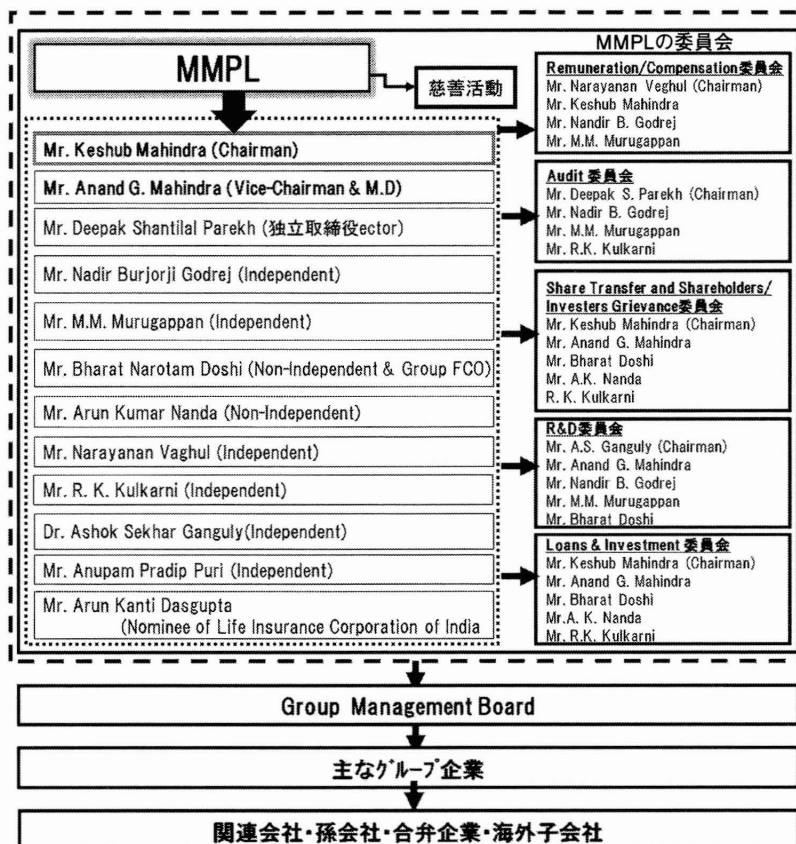 MMPL
慈善活動
Mr. Keshub Mahindra (Chairman)
Mr. Anand G. Mahindra (Vice-Chairman & M.D)
Mr. Deepak Shantilal Parekh (独立取締役ector)
Mr. Nadir Burjorji Godrej (Independent)
Mr. M.M. Murugappan (Independent)
Mr. Bharat Narotam Doshi (Non-Independent & Group FCO)
Mr. Arun Kumar Nanda (Non-Independent)
Mr. Narayanan Vaghul (Independent)
Mr. R. K. Kulkarni (Independent)
Dr. Ashok Sekhar Ganguly(Independent)
Mr. Anupam Pradip Puri (Independent)
Mr. Arun Kanti Dasgupta
(Nominee of Life Insurance Corporation of India
MMPLの委員会
Remuneration/Compensation委員会
Mr. Narayanan Veghul (Chairman)
Mr. Keshub Mahindra
Mr. Nandir B. Godrej
Mr. M.M. Murugappan
Audit 委員会
Mr. Deepak S. Parekh (Chairman)
Mr. Nadir B. Godrej
Mr. M.M. Murugappan
Mr. R.K. Kulkarni
Share Transfer and Shareholders/
Investers Grievance委員会
Mr. Keshub Mahindra (Chairman)
Mr. Anand G. Mahindra
Mr. Bharat Doshi
Mr. A.K. Nanda
R. K. Kulkarni
R&D委員会
Mr. A.S. Ganguly (Chairman)
Mr. Anand G. Mahindra
Mr. Nandir B. Godrej
Mr. M.M. Murugappan
Mr. Bharat Doshi
Loans & Investment 委員会
Mr. Keshub Mahindra (Chairman)
Mr. Anand G. Mahindra
Mr. Bharat Doshi
Mr.A. K. Nanda
Mr. R.K. Kulkarni
Group Management Board
主なｸﾞﾙｰﾌﾟ企業
関連会社・孫会社・合弁企業・海外子会社